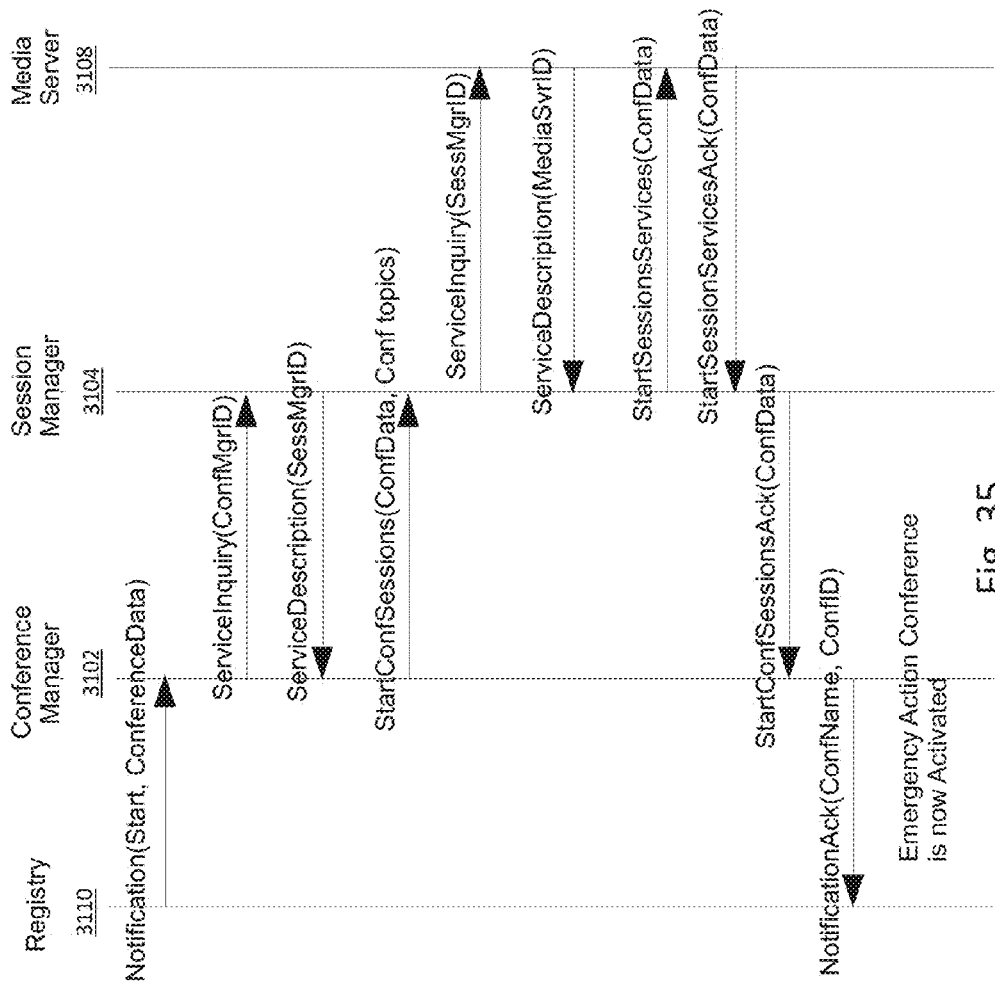 Registry
3110
Conference
Manager
3102
Session
Manager
3104
Media
Server
3108
Notification(Start, ConferenceData)
ServiceInquiry(ConfMgrID)
ServiceDescription(SessMgrID)
StartConfSessions(ConfData, Conf topics)
ServiceInquiry(SessMgrID)
ServiceDescription(MediaSvrID)
StartSessionsServices(ConfData)
StartSessionServicesAck(ConfData)
StartConfSessionsAck(ConfData)
NotificationAck(ConfName, ConfID)
Emergency Action Conference
is now Activated
Fig. 35